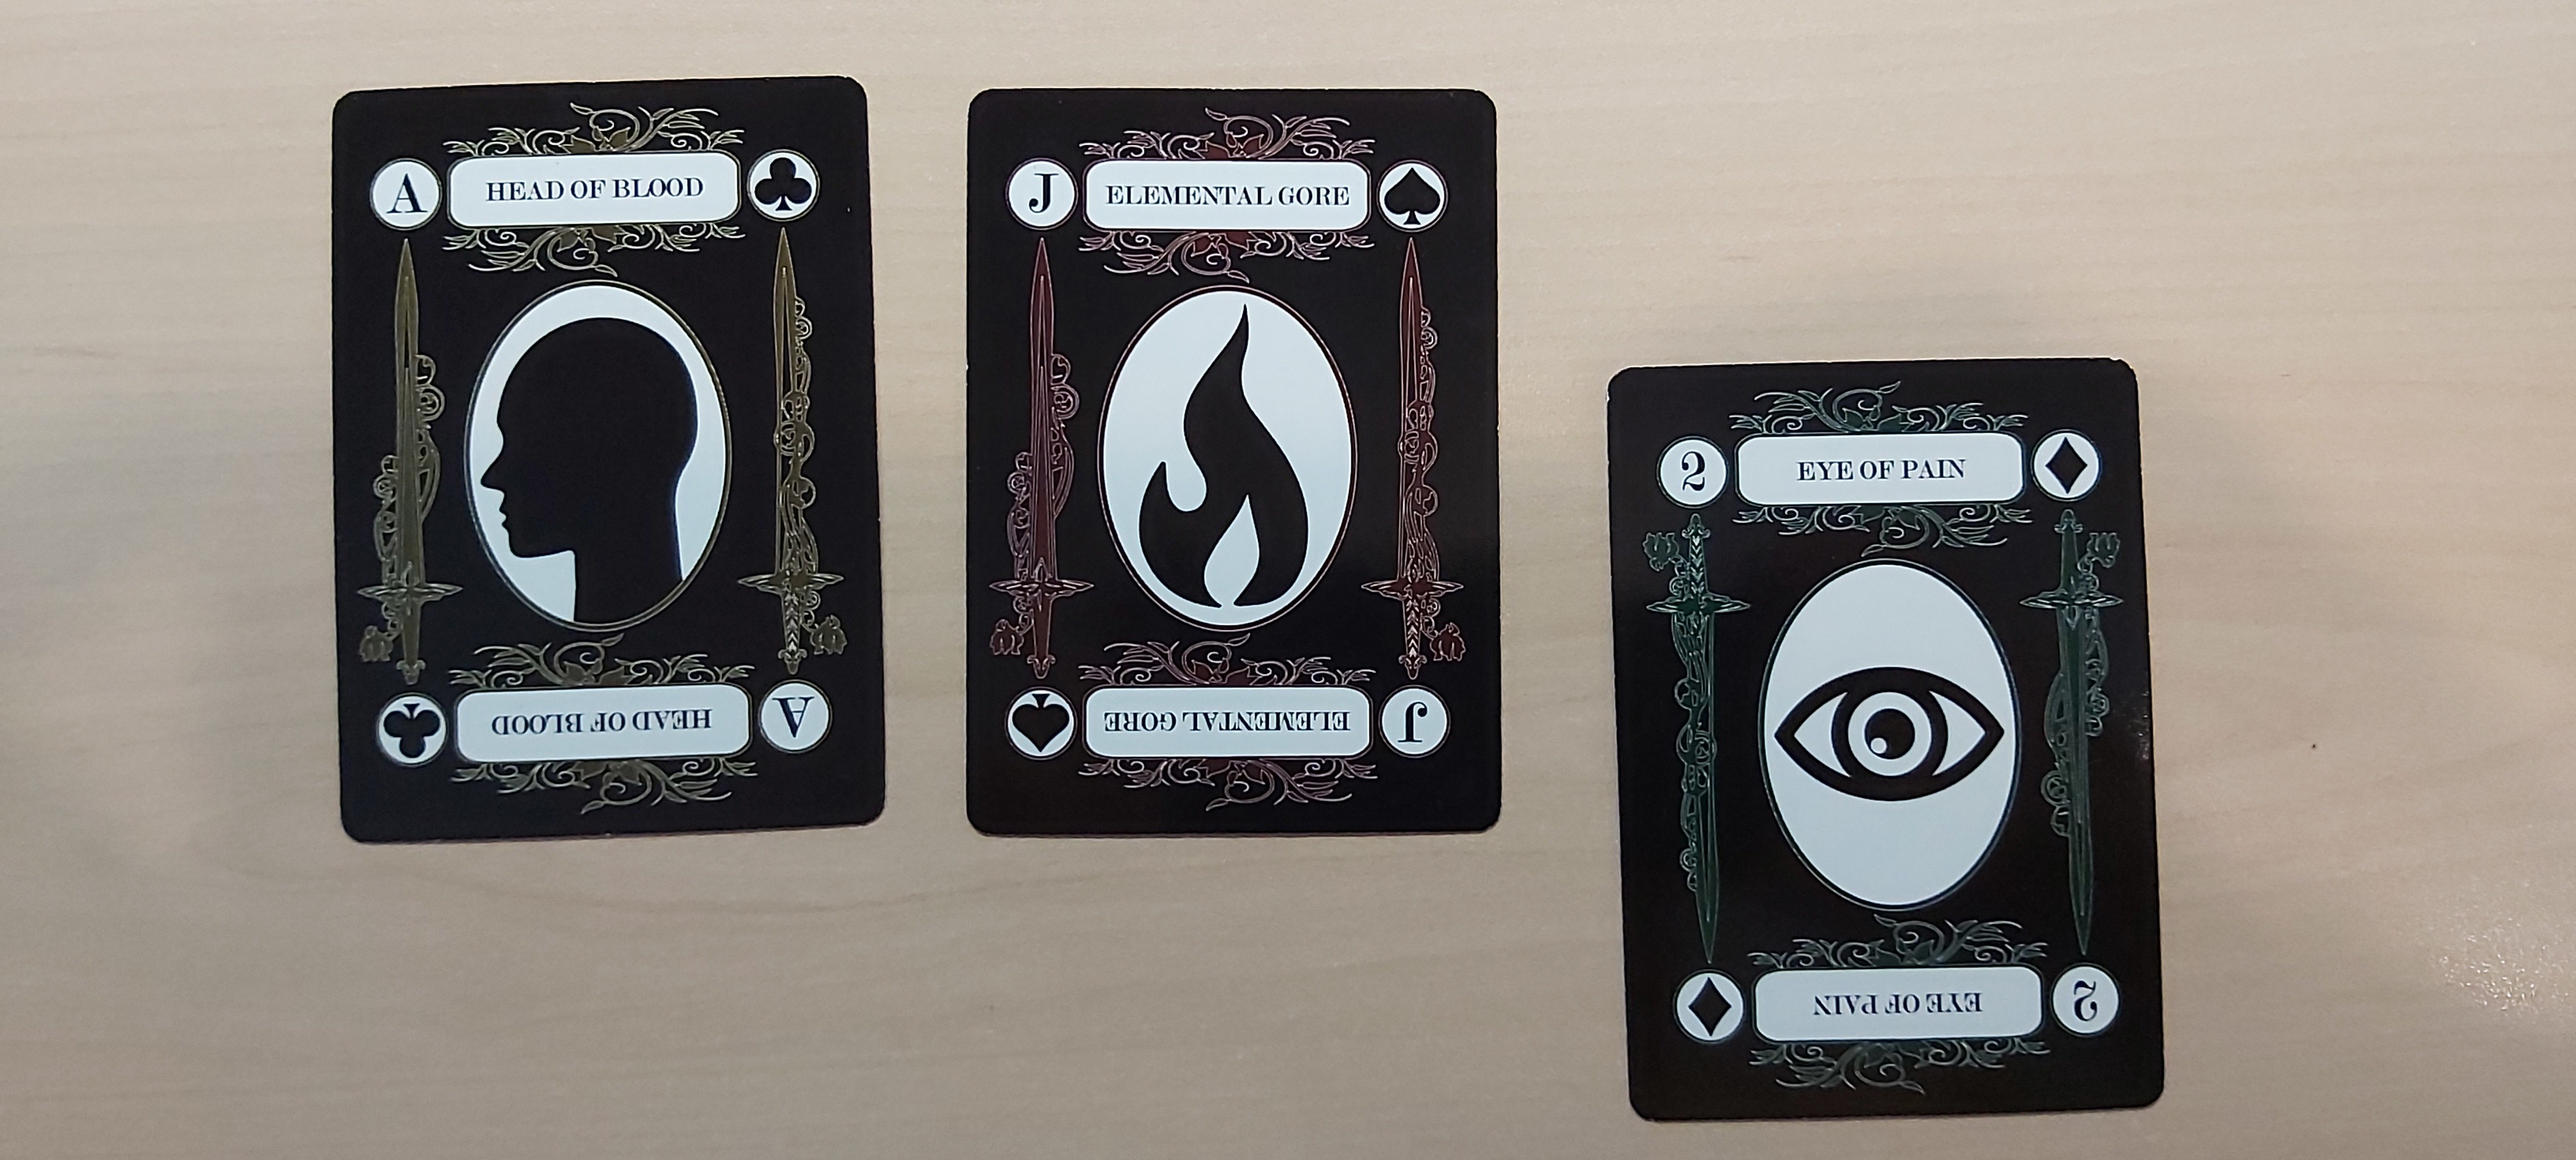 A HEAD OF BLOOD
HEAD OF BLOOD A
J ELEMENTAL GORE
ELEMENTAL GORE J
2 EYE OF PAIN
EYE OF PAIN 2